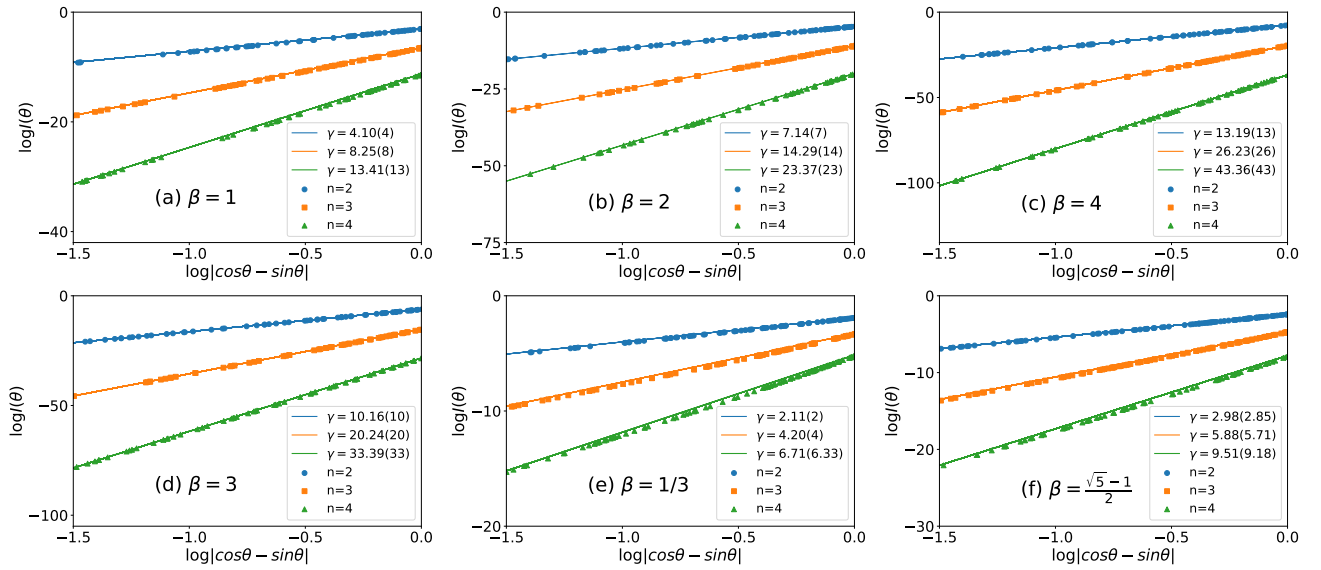 0
−20
−40
logI(θ)
γ = 4.10(4)
γ = 8.25(8)
γ = 13.41(13)
n=2
n=3
n=4
(a) β = 1
−1.5
−1.0
−0.5
0.0
log|cosθ − sinθ|
0
−25
−50
−75
logI(θ)
γ = 7.14(7)
γ = 14.29(14)
γ = 23.37(23)
n=2
n=3
n=4
(b) β = 2
−1.5
−1.0
−0.5
0.0
log|cosθ − sinθ|
0
−50
−100
logI(θ)
γ = 13.19(13)
γ = 26.23(26)
γ = 43.36(43)
n=2
n=3
n=4
(c) β = 4
−1.5
−1.0
−0.5
0.0
log|cosθ − sinθ|
0
−50
−100
logI(θ)
γ = 10.16(10)
γ = 20.24(20)
γ = 33.39(33)
n=2
n=3
n=4
(d) β = 3
−1.5
−1.0
−0.5
0.0
log|cosθ − sinθ|
0
−10
−20
logI(θ)
γ = 2.11(2)
γ = 4.20(4)
γ = 6.71(6.33)
n=2
n=3
n=4
(e) β = 1/3
−1.5
−1.0
−0.5
0.0
log|cosθ − sinθ|
0
−10
−20
−30
logI(θ)
γ = 2.98(2.85)
γ = 5.88(5.71)
γ = 9.51(9.18)
n=2
n=3
n=4
(f) β = (√5 − 1)/2
−1.5
−1.0
−0.5
0.0
log|cosθ − sinθ|